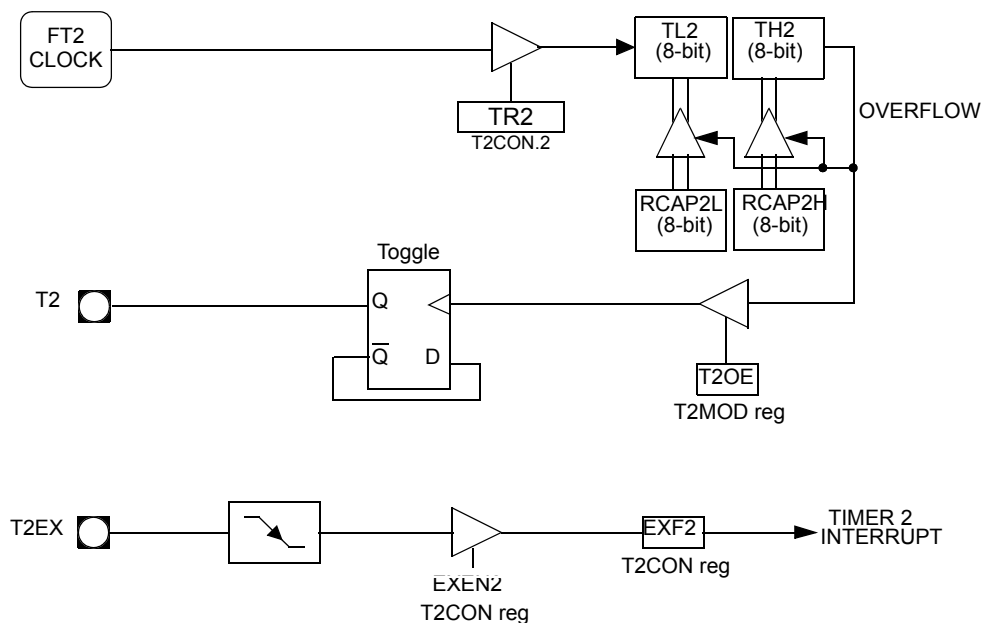 FT2
CLOCK
TL2
(8-bit)
TH2
(8-bit)
OVERFLOW
TR2
T2CON.2
RCAP2L
(8-bit)
RCAP2H
(8-bit)
Toggle
T2
Q
Q
D
T2OE
T2MOD reg
T2EX
EXF2
TIMER 2
INTERRUPT
T2CON reg
EXEN2
T2CON reg